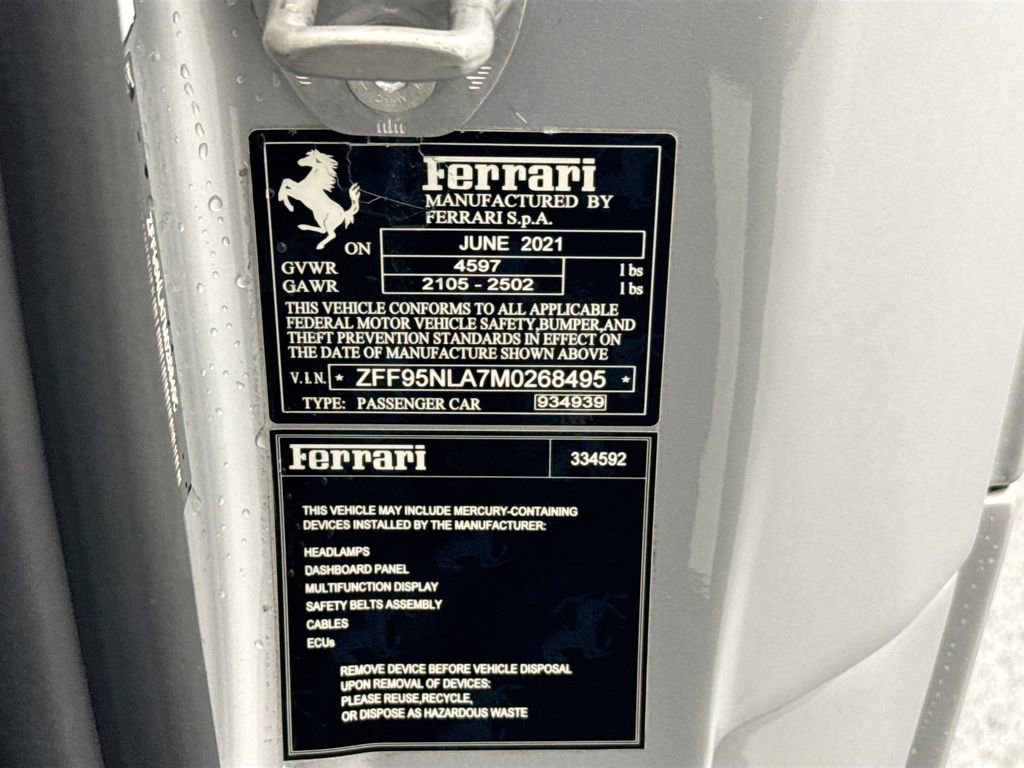 Ferrari
MANUFACTURED BY
FERRARI S.p.A.
ON JUNE 2021
GVWR 4597 lbs
GAWR 2105 - 2502 lbs
THIS VEHICLE CONFORMS TO ALL APPLICABLE
FEDERAL MOTOR VEHICLE SAFETY,BUMPER,AND
THEFT PREVENTION STANDARDS IN EFFECT ON
THE DATE OF MANUFACTURE SHOWN ABOVE
V.I.N. * ZFF95NLA7M0268495 *
TYPE: PASSENGER CAR 934939
Ferrari 334592
THIS VEHICLE MAY INCLUDE MERCURY-CONTAINING
DEVICES INSTALLED BY THE MANUFACTURER:
HEADLAMPS
DASHBOARD PANEL
MULTIFUNCTION DISPLAY
SAFETY BELTS ASSEMBLY
CABLES
ECUs
REMOVE DEVICE BEFORE VEHICLE DISPOSAL
UPON REMOVAL OF DEVICES:
PLEASE REUSE,RECYCLE,
OR DISPOSE AS HAZARDOUS WASTE